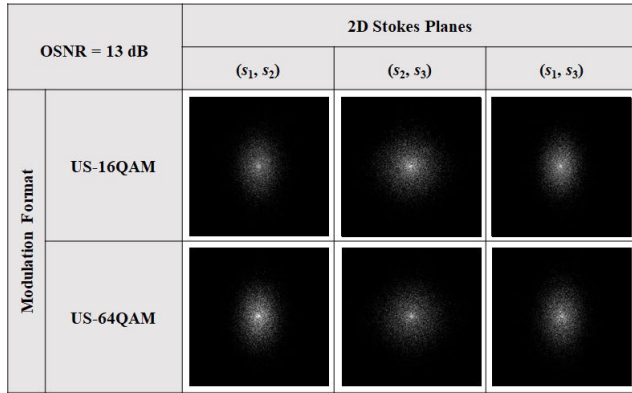 OSNR = 13 dB
2D Stokes Planes
(s₁, s₂)
(s₂, s₃)
(s₁, s₃)
Modulation Format
US-16QAM
US-64QAM